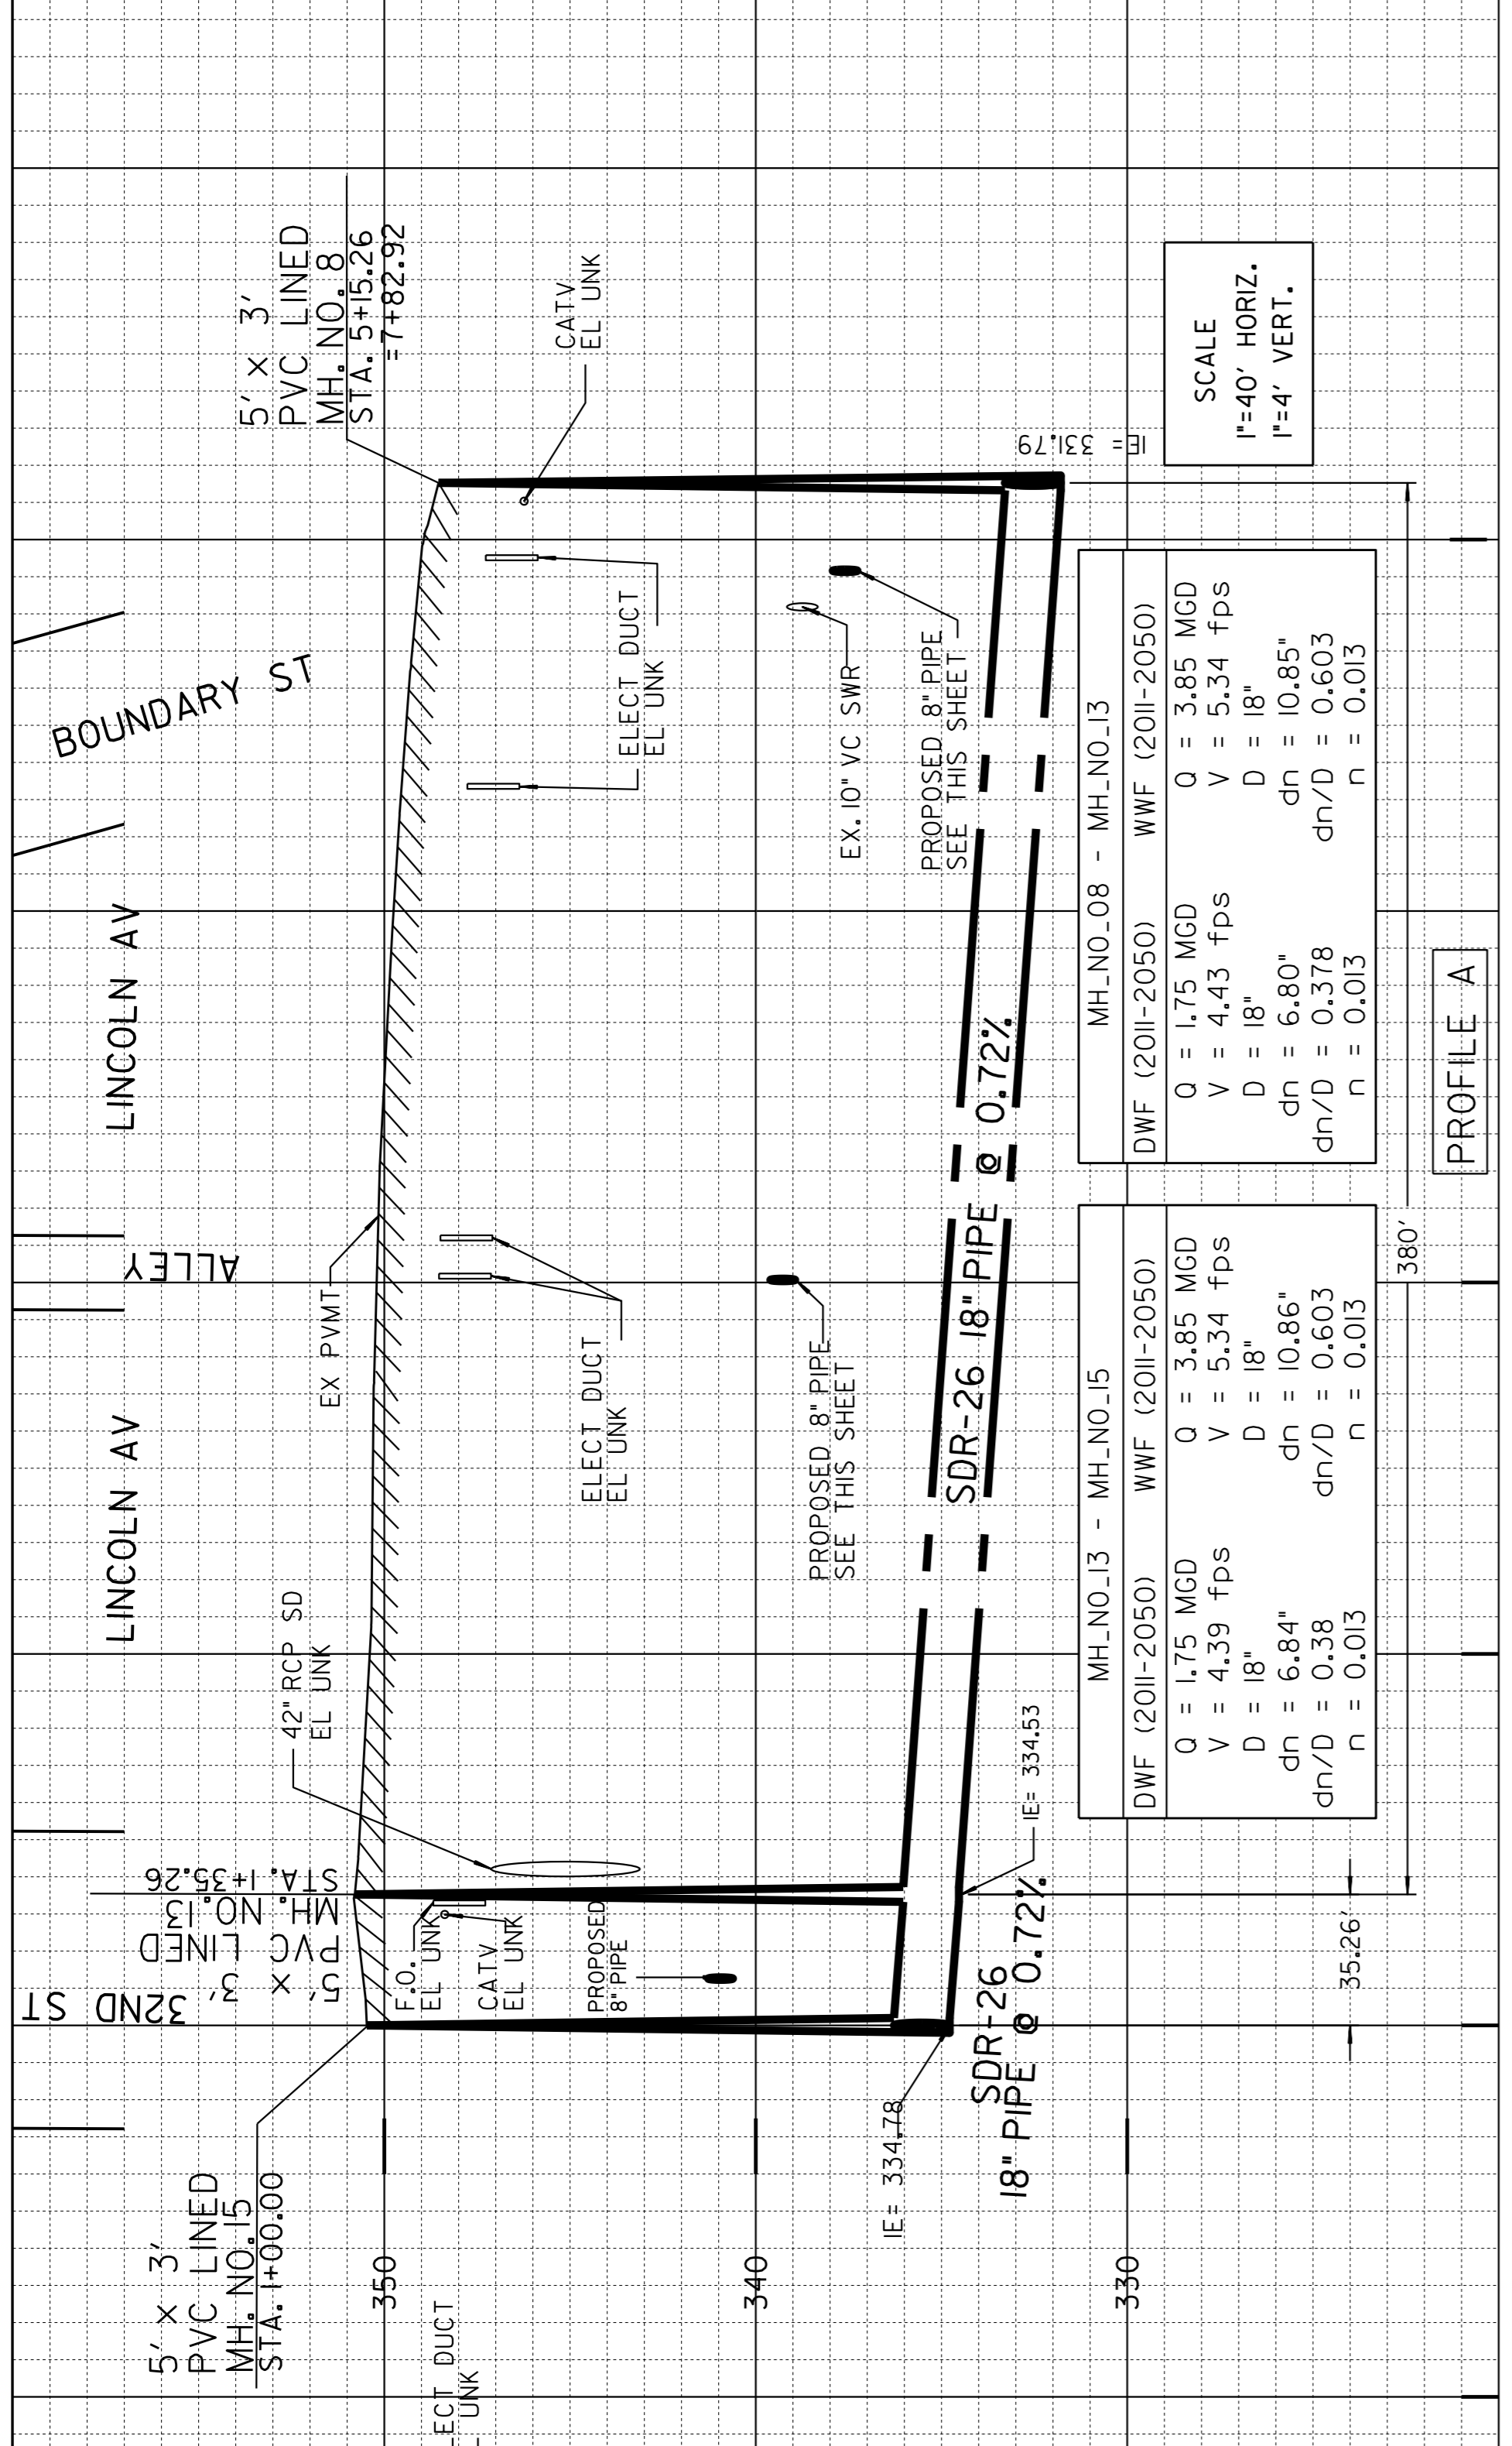 5' x 3'
PVC LINED
MH. NO. 15
STA. 1+00.00
32ND ST
5' x 3'
PVC LINED
MH. NO. 13
STA. 1+35.26
LINCOLN AV
ALLEY
LINCOLN AV
BOUNDARY ST
5' x 3'
PVC LINED
MH. NO. 8
STA. 5+15.26
=7+82.92
42" RCP SD
EL UNK
EX PVMT
350
ECT DUCT
UNK
F.O.
EL UNK
CATV
EL UNK
PROPOSED
8" PIPE
ELECT DUCT
EL UNK
ELECT DUCT
EL UNK
CATV
EL UNK
340
PROPOSED 8" PIPE
SEE THIS SHEET
EX. 10" VC SWR
PROPOSED 8" PIPE
SEE THIS SHEET
IE= 334.78
SDR-26
18" PIPE @ 0.72%
IE= 334.53
SDR-26 18" PIPE @ 0.72%
IE= 331.79
330
MH_NO_13 - MH_NO_15
DWF (2011-2050) WWF (2011-2050)
Q = 1.75 MGD Q = 3.85 MGD
V = 4.39 fps V = 5.34 fps
D = 18" D = 18"
dn = 6.84" dn = 10.86"
dn/D = 0.38 dn/D = 0.603
n = 0.013 n = 0.013
MH_NO_08 - MH_NO_13
DWF (2011-2050) WWF (2011-2050)
Q = 1.75 MGD Q = 3.85 MGD
V = 4.43 fps V = 5.34 fps
D = 18" D = 18"
dn = 6.80" dn = 10.85"
dn/D = 0.378 dn/D = 0.603
n = 0.013 n = 0.013
SCALE
1"=40' HORIZ.
1"=4' VERT.
35.26'
380'
PROFILE A